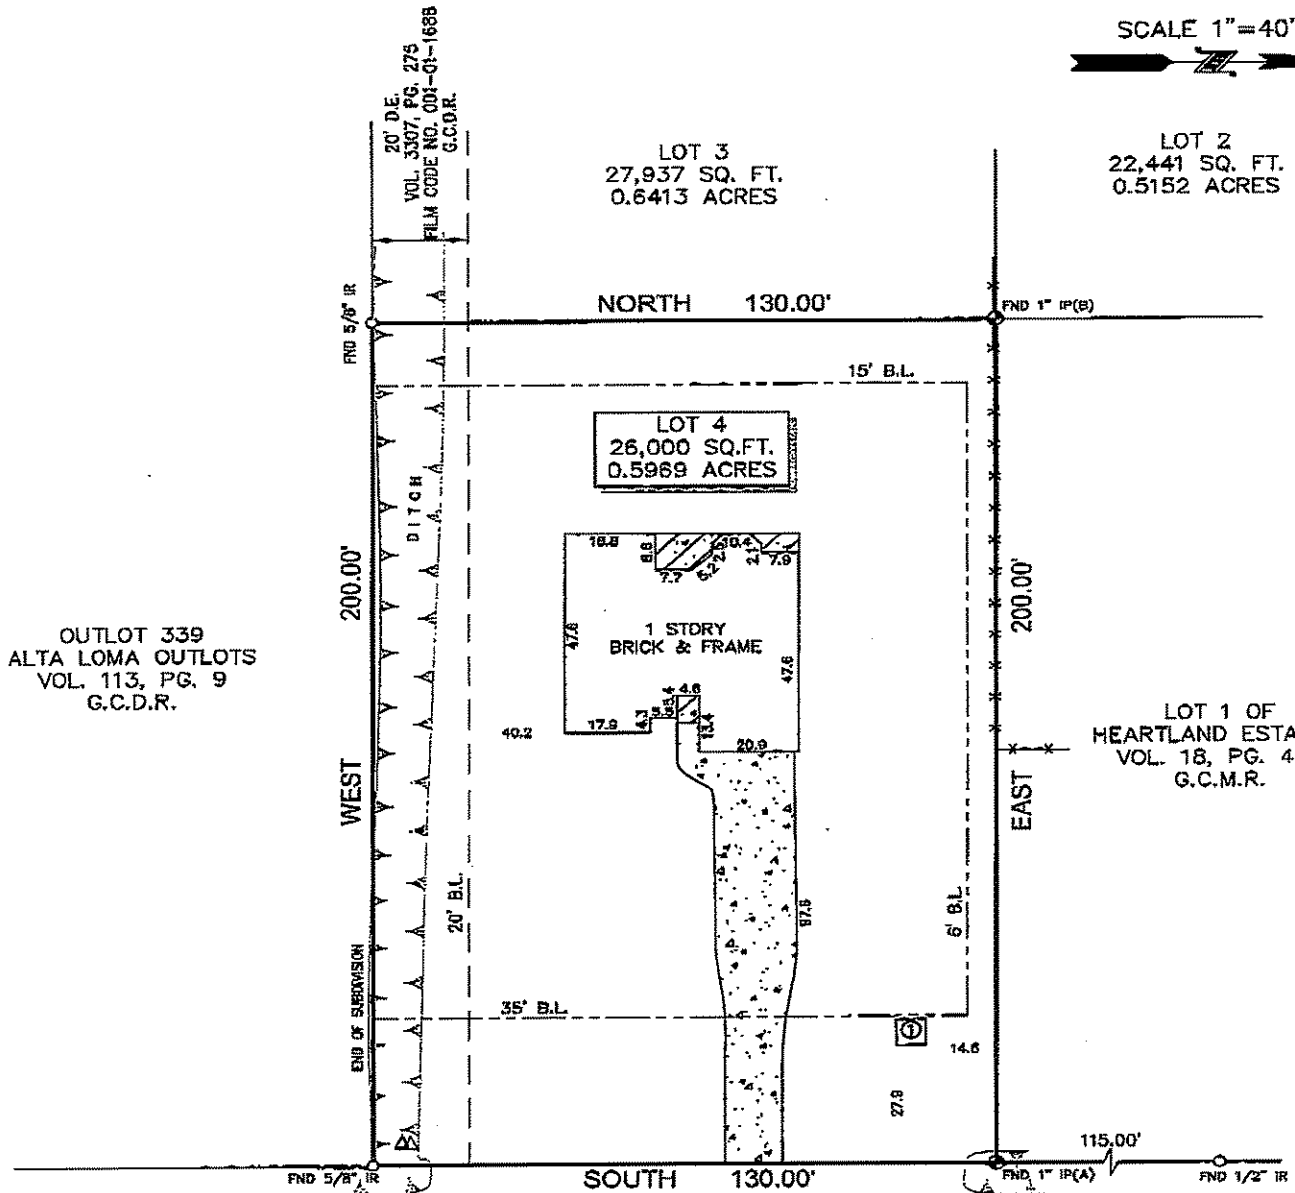 SCALE 1"=40'
20' D.E.
VOL. 3307, PG. 275
FILM CODE NO. 001-01-1688
G.C.D.R.
LOT 3
27,937 SQ. FT.
0.6413 ACRES
LOT 2
22,441 SQ. FT.
0.5152 ACRES
FND 5/8" IR
NORTH 130.00'
FND 1" IP(B)
15' B.L.
LOT 4
26,000 SQ.FT.
0.5969 ACRES
DITCH
WEST 200.00'
EAST 200.00'
OUTLOT 339
ALTA LOMA OUTLOTS
VOL. 113, PG. 9
G.C.D.R.
7.7
5.2
10.4
2.1
7.9
1 STORY
BRICK & FRAME
47.6
47.6
4.6
17.9
4.3
13.4
20.9
40.2
LOT 1 OF
HEARTLAND ESTA
VOL. 18, PG. 4
G.C.M.R.
20' B.L.
97.6
6' B.L.
END OF SUBDIVISION
35' B.L.
1
14.6
27.9
FND 5/8" IR
SOUTH 130.00'
FND 1" IP(A)
115.00'
FND 1/2" IR